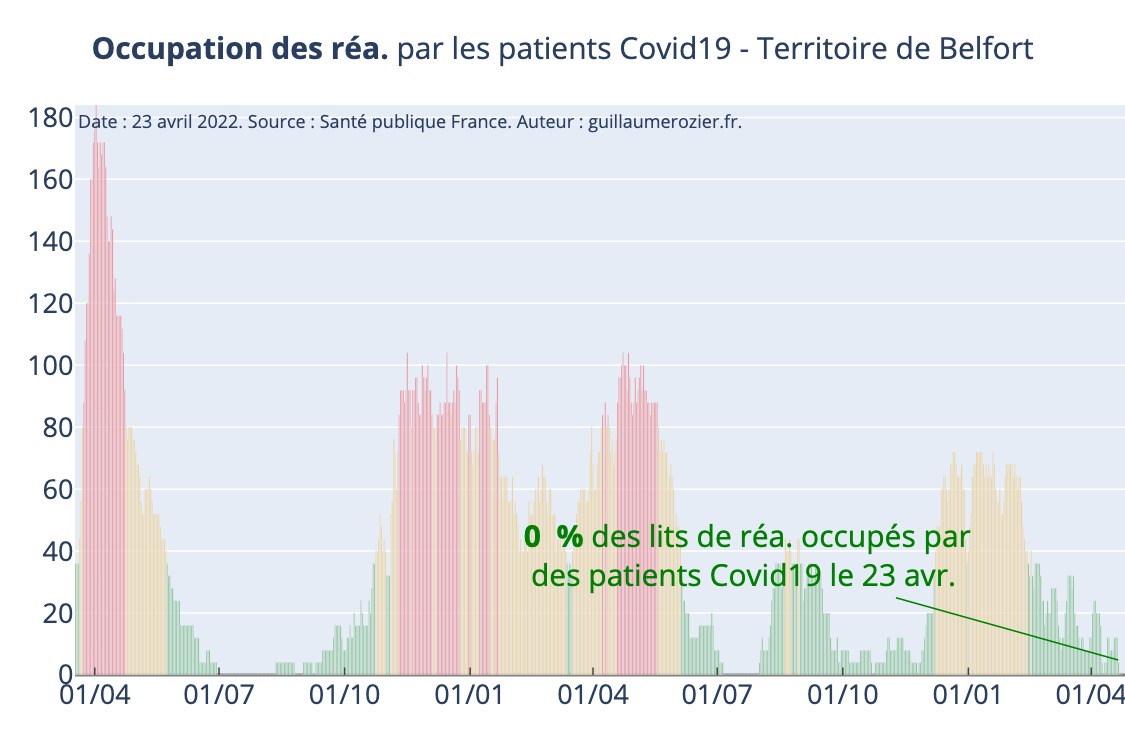 Occupation des réa. par les patients Covid19 - Territoire de Belfort
180
Date : 23 avril 2022. Source : Santé publique France. Auteur : guillaumerozier.fr.
160
140
120
100
80
60
0 % des lits de réa. occupés par
40
des patients Covid19 le 23 avr.
20
0
01/04 01/07 01/10 01/01 01/04 01/07 01/10 01/01 01/04